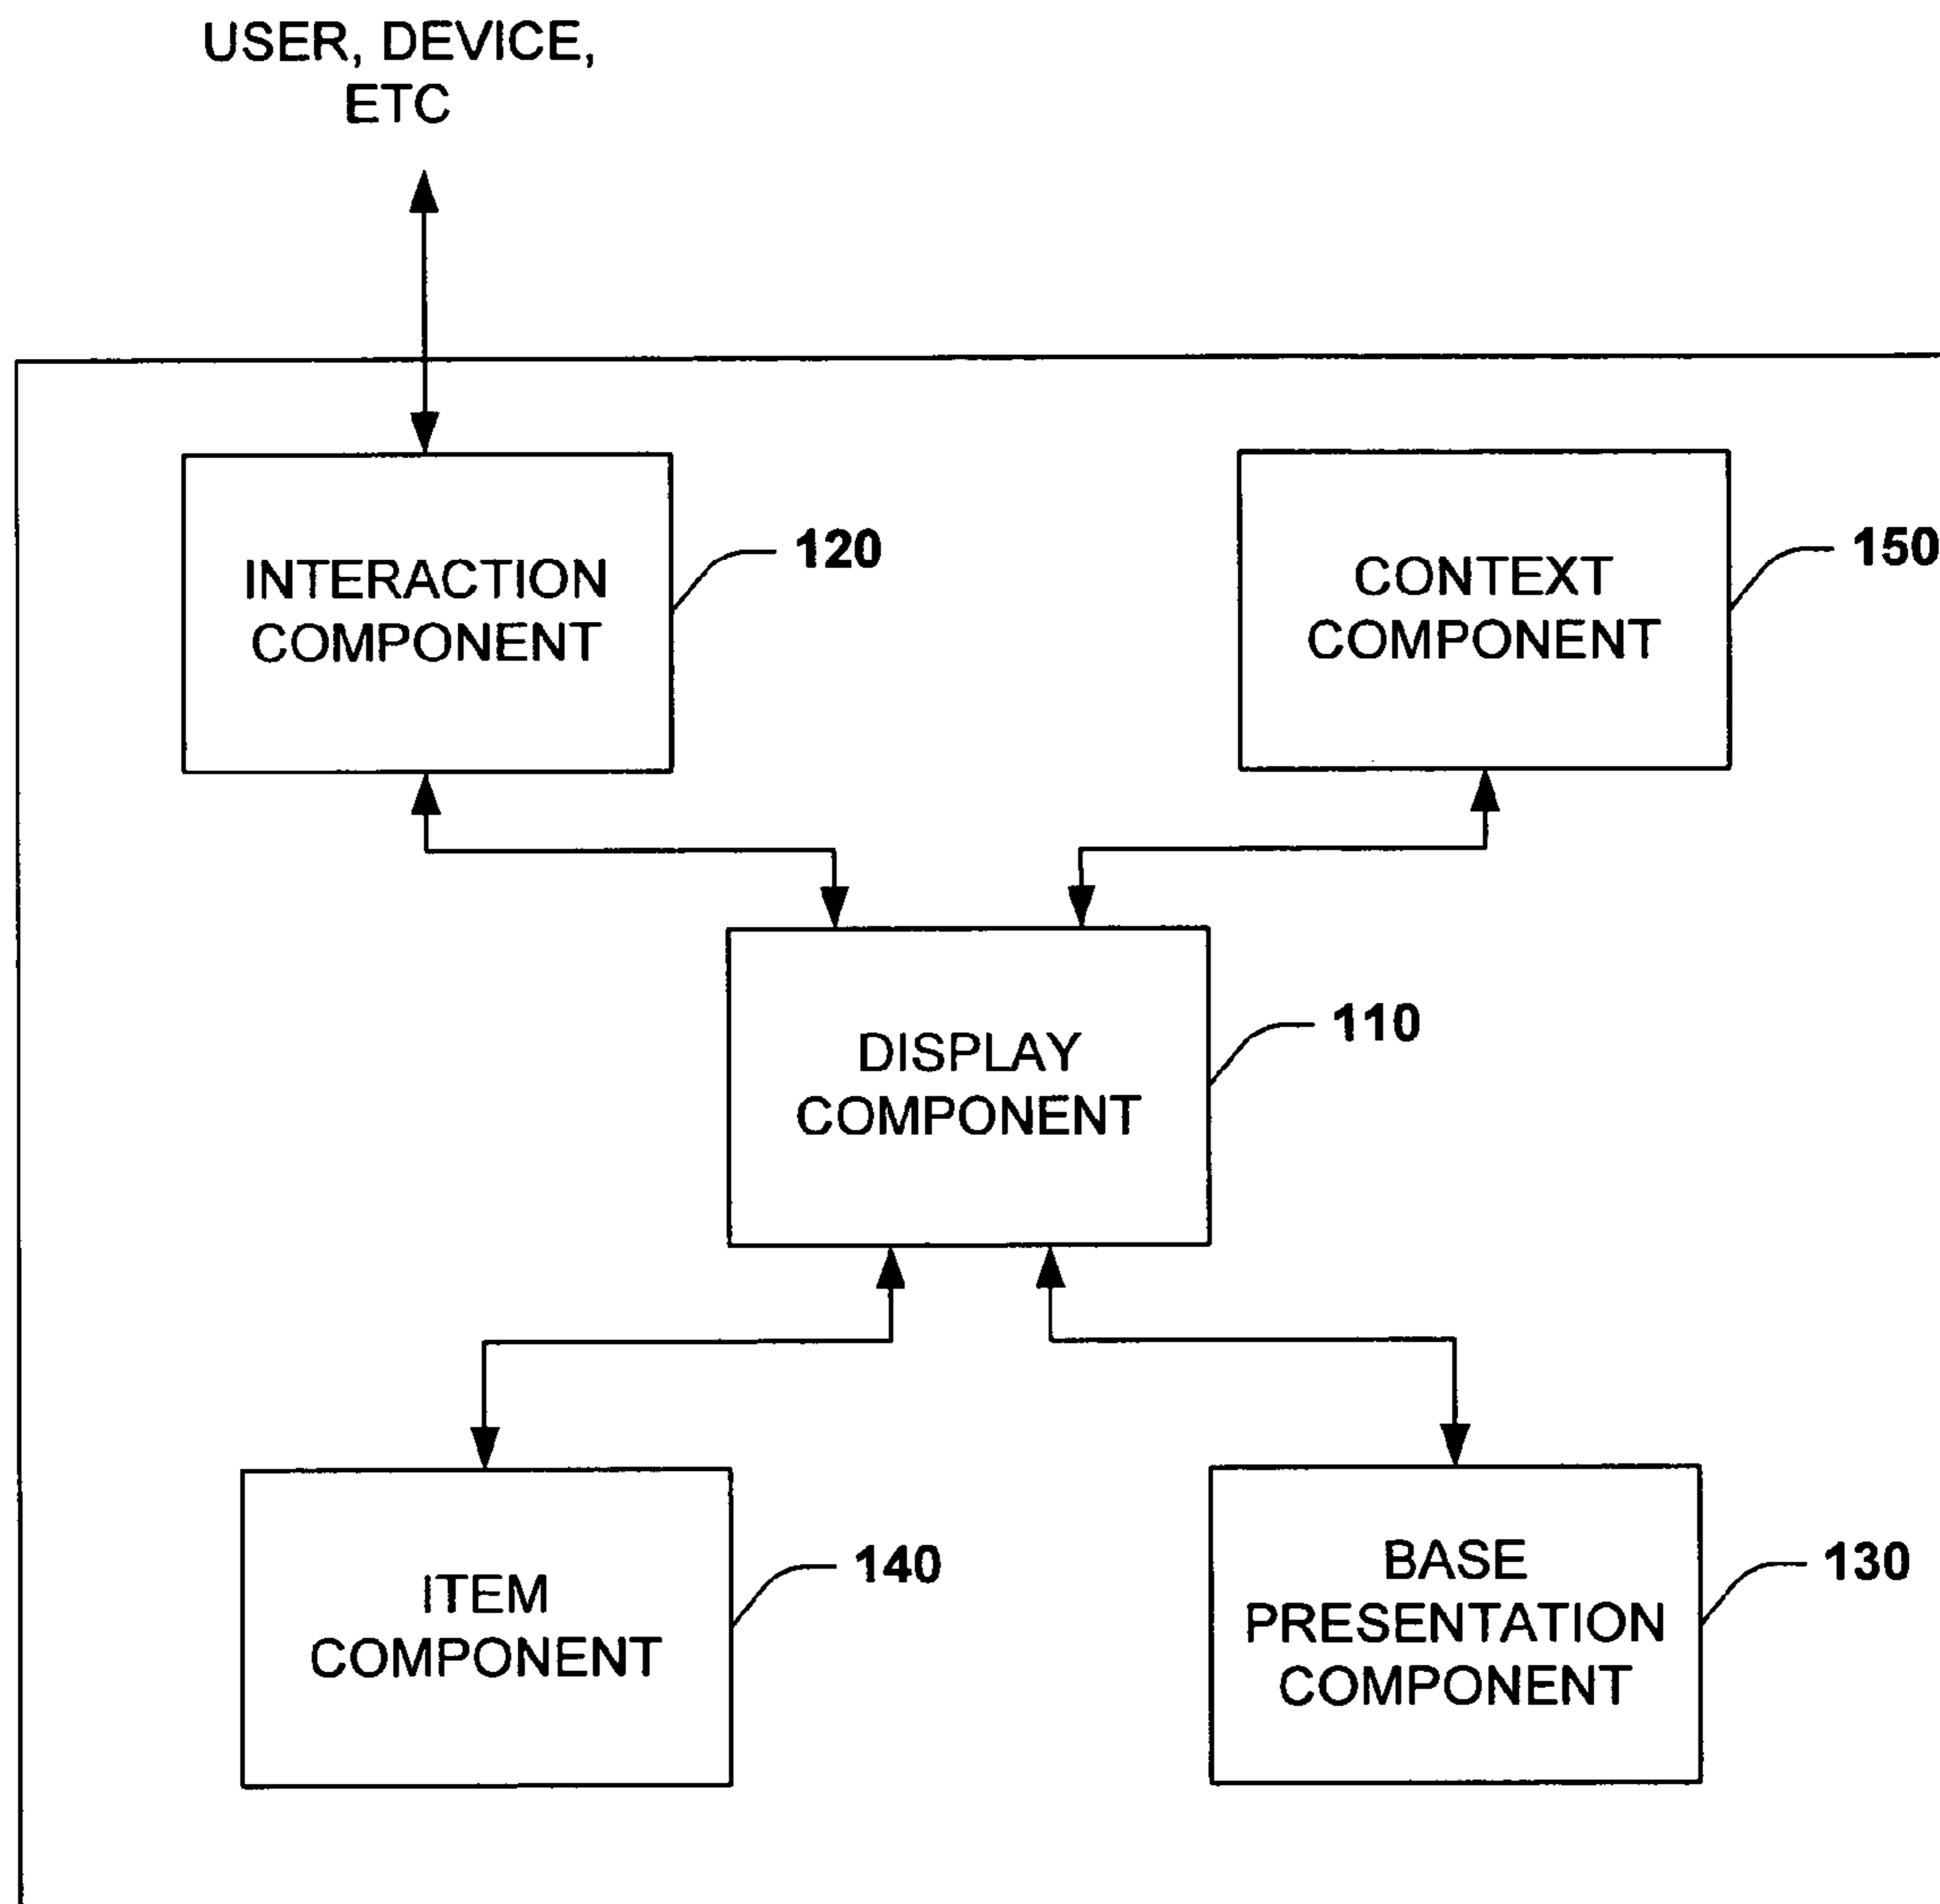 USER, DEVICE,
ETC
INTERACTION
COMPONENT
120
CONTEXT
COMPONENT
150
DISPLAY
COMPONENT
110
ITEM
COMPONENT
140
BASE
PRESENTATION
COMPONENT
130